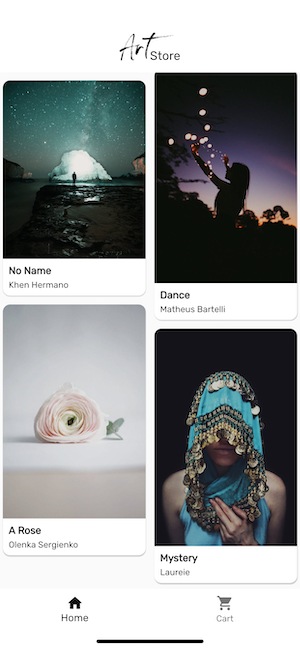 Art Store
No Name
Khen Hermano
Dance
Matheus Bartelli
A Rose
Olenka Sergienko
Mystery
Laureie
Home
Cart